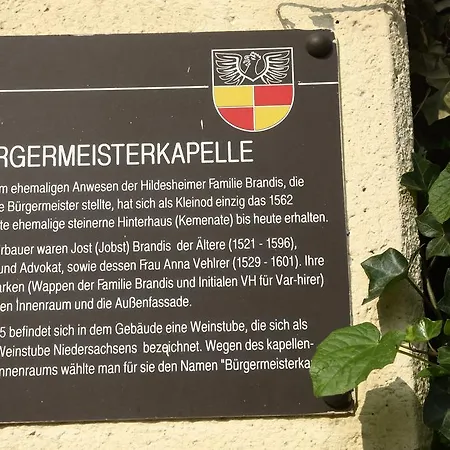 RGERMEISTERKAPELLE
m ehemaligen Anwesen der Hildesheimer Familie Brandis, die
e Bürgermeister stellte, hat sich als Kleinod einzig das 1562
te ehemalige steinerne Hinterhaus (Kemenate) bis heute erhalten.
rbauer waren Jost (Jobst) Brandis der Ältere (1521 - 1596),
und Advokat, sowie dessen Frau Anna Vehlrer (1529 - 1601). Ihre
arken (Wappen der Familie Brandis und Initialen VH für Var-hirer)
en Innenraum und die Außenfassade.
5 befindet sich in dem Gebäude eine Weinstube, die sich als
Weinstube Niedersachsens bezeichnet. Wegen des kapellen-
nnenraums wählte man für sie den Namen "Bürgermeisterka